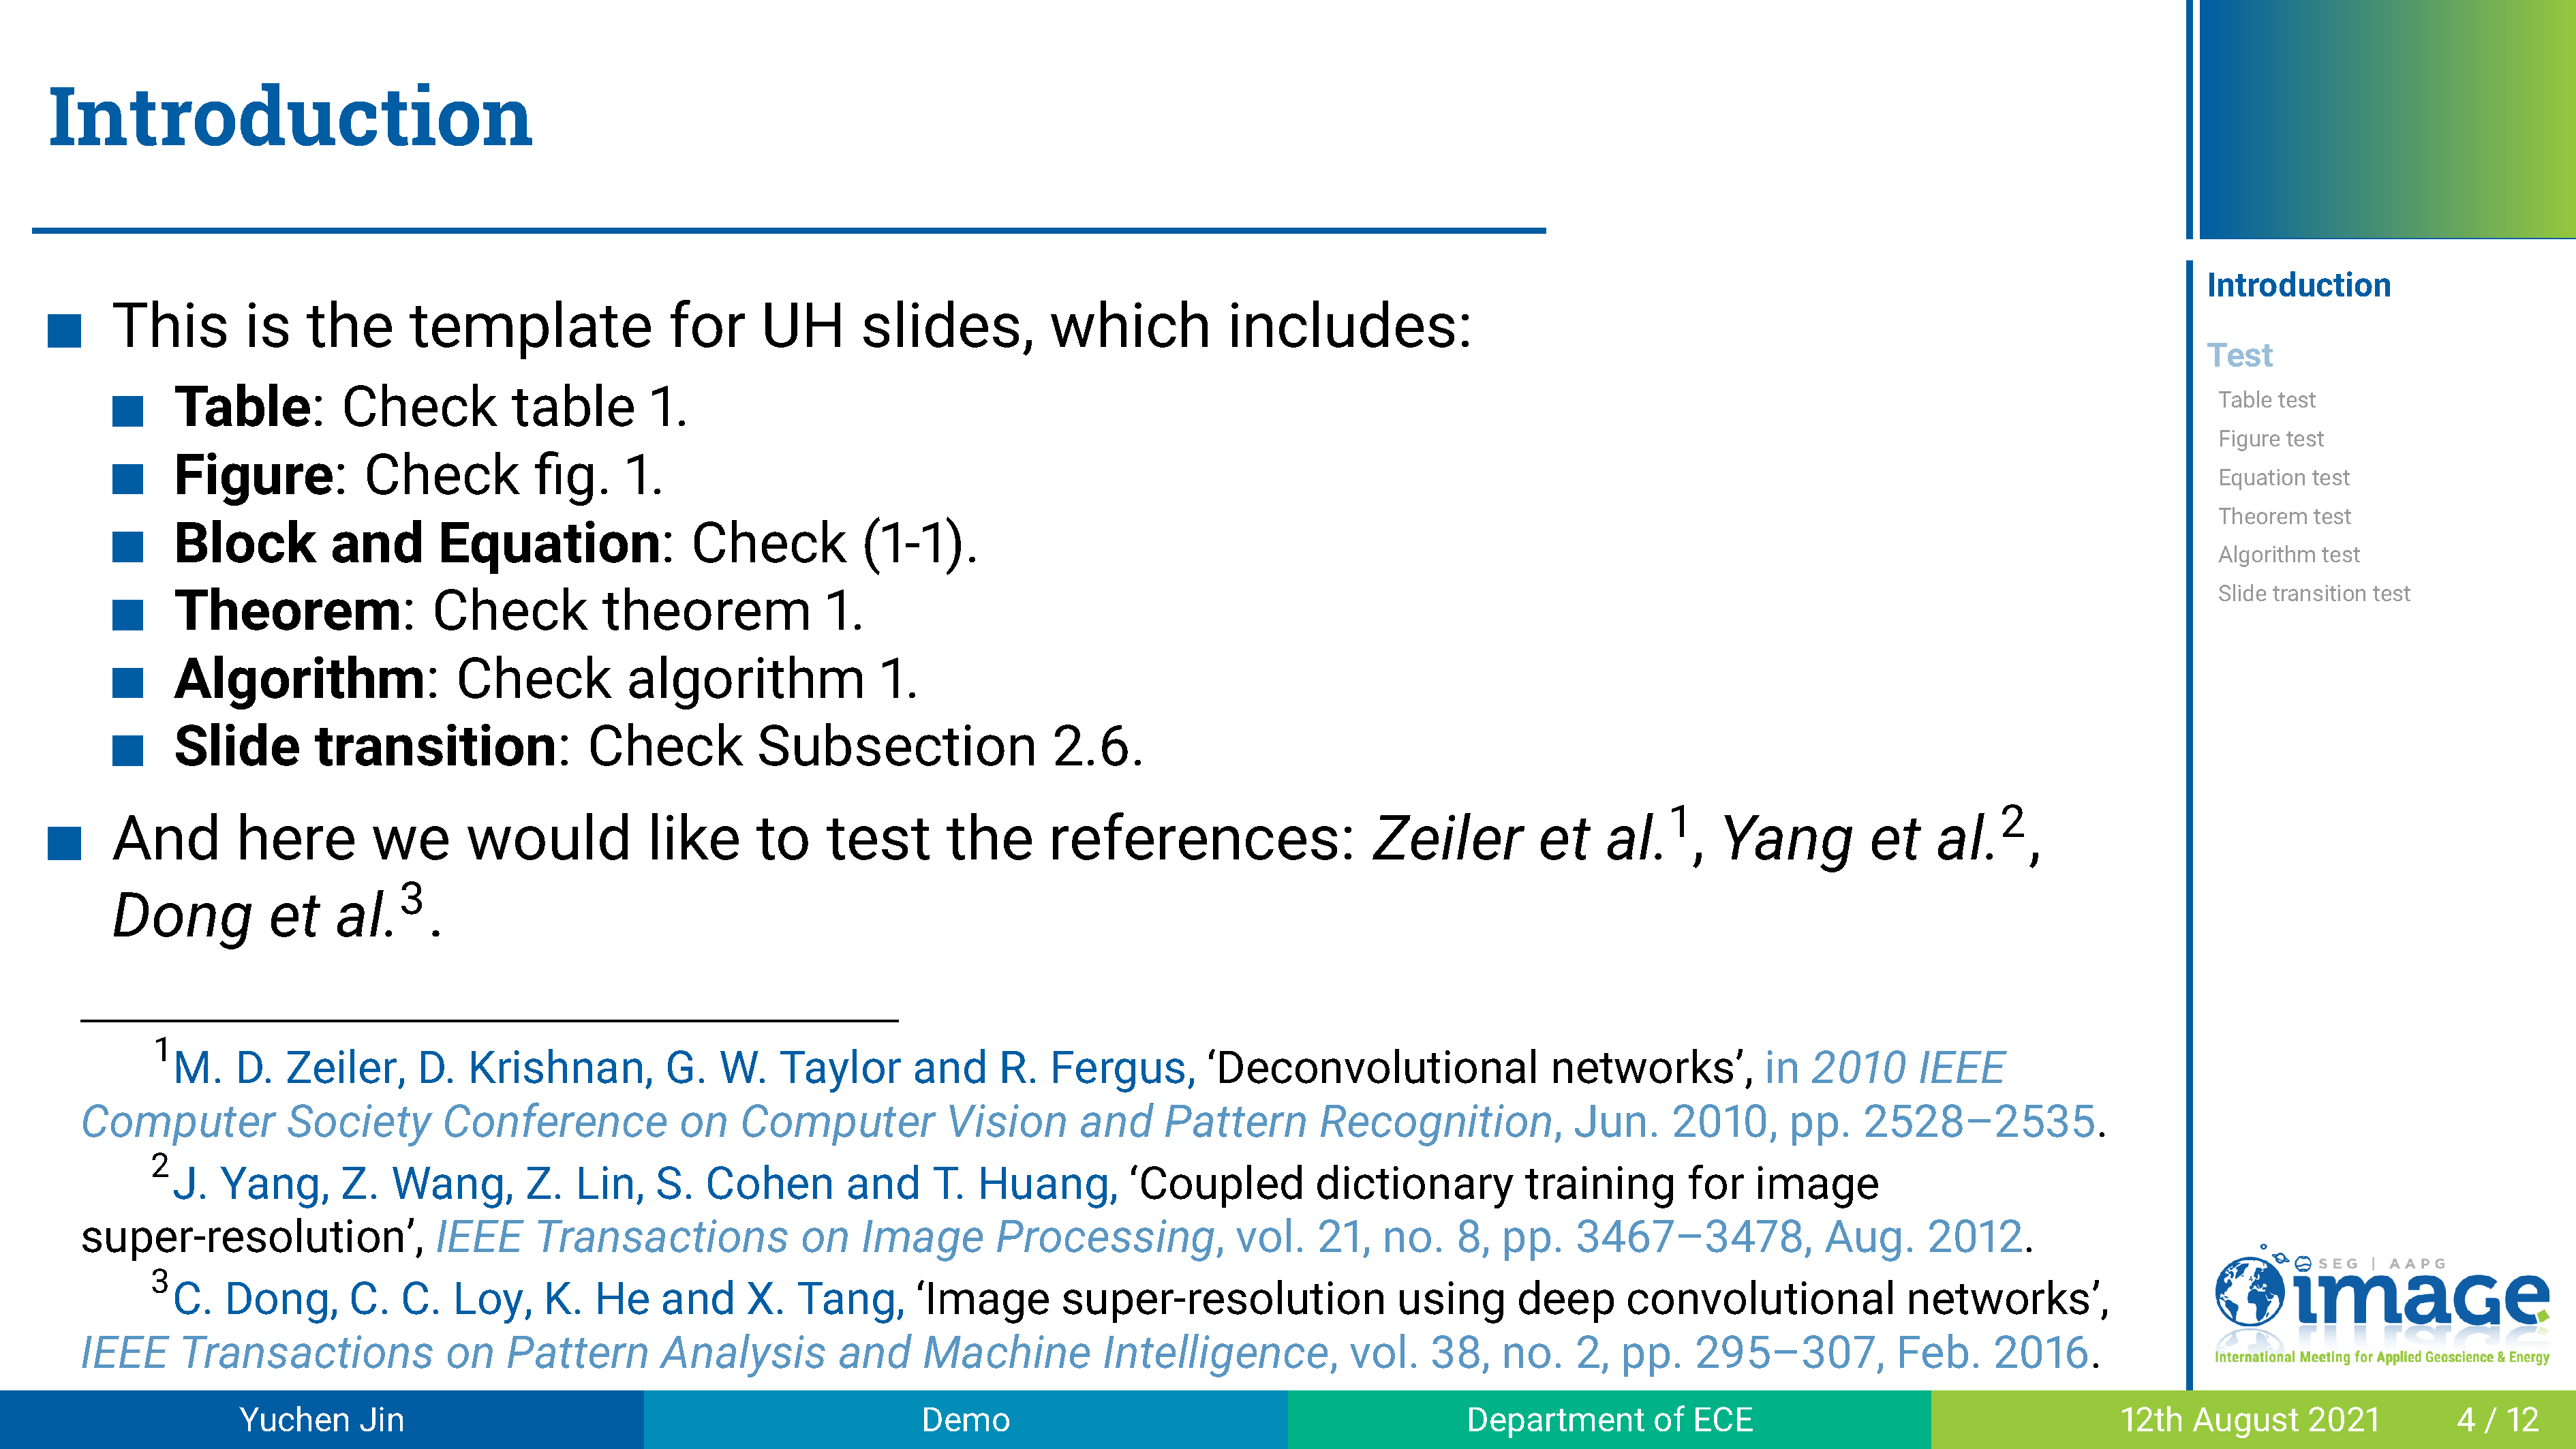 Introduction
This is the template for UH slides, which includes:
Table: Check table 1.
Figure: Check fig. 1.
Block and Equation: Check (1-1).
Theorem: Check theorem 1.
Algorithm: Check algorithm 1.
Slide transition: Check Subsection 2.6.
And here we would like to test the references: Zeiler et al.1, Yang et al.2,
Dong et al.3.
1M. D. Zeiler, D. Krishnan, G. W. Taylor and R. Fergus, ‘Deconvolutional networks’, in 2010 IEEE
Computer Society Conference on Computer Vision and Pattern Recognition, Jun. 2010, pp. 2528–2535.
2J. Yang, Z. Wang, Z. Lin, S. Cohen and T. Huang, ‘Coupled dictionary training for image
super-resolution’, IEEE Transactions on Image Processing, vol. 21, no. 8, pp. 3467–3478, Aug. 2012.
3C. Dong, C. C. Loy, K. He and X. Tang, ‘Image super-resolution using deep convolutional networks’,
IEEE Transactions on Pattern Analysis and Machine Intelligence, vol. 38, no. 2, pp. 295–307, Feb. 2016.
Introduction
Test
Table test
Figure test
Equation test
Theorem test
Algorithm test
Slide transition test
SEG | AAPG
image
International Meeting for Applied Geoscience & Energy
Yuchen Jin Demo Department of ECE 12th August 2021 4 / 12